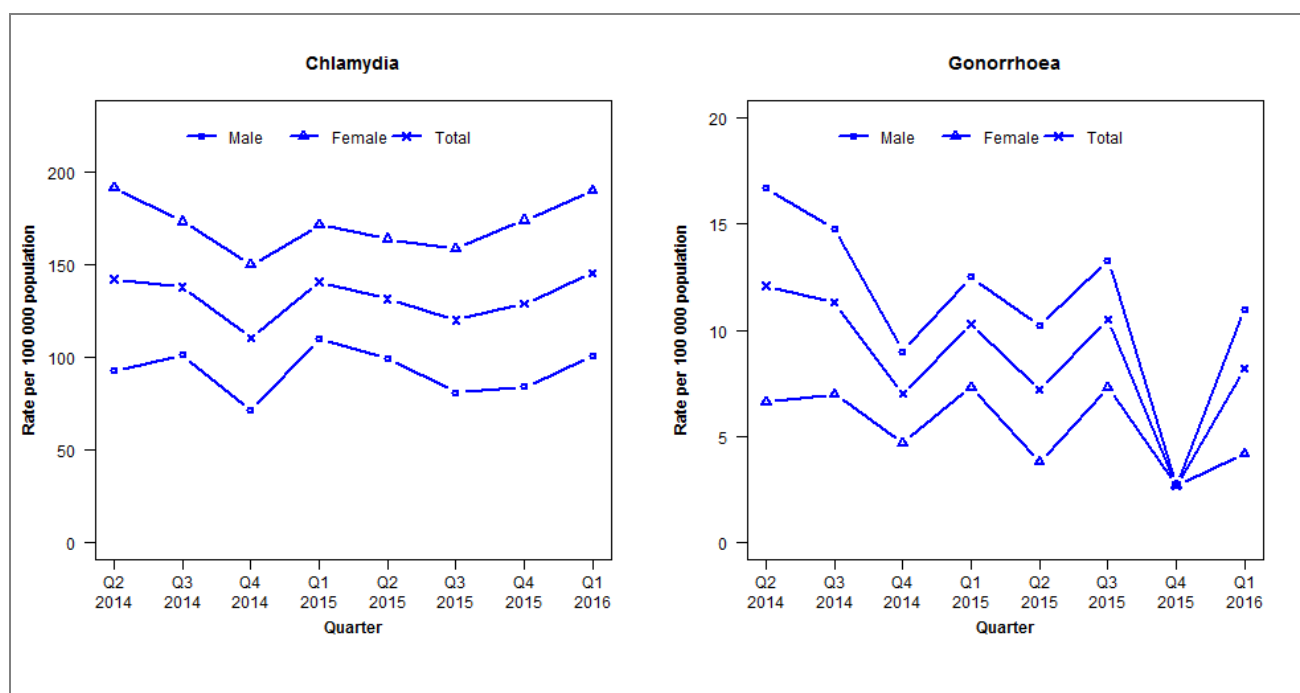 Chlamydia
Male Female Total
Rate per 100 000 population
200
150
100
50
0
Q2 Q3 Q4 Q1 Q2 Q3 Q4 Q1
2014 2014 2014 2015 2015 2015 2015 2016
Quarter
Gonorrhoea
Male Female Total
Rate per 100 000 population
20
15
10
5
0
Q2 Q3 Q4 Q1 Q2 Q3 Q4 Q1
2014 2014 2014 2015 2015 2015 2015 2016
Quarter